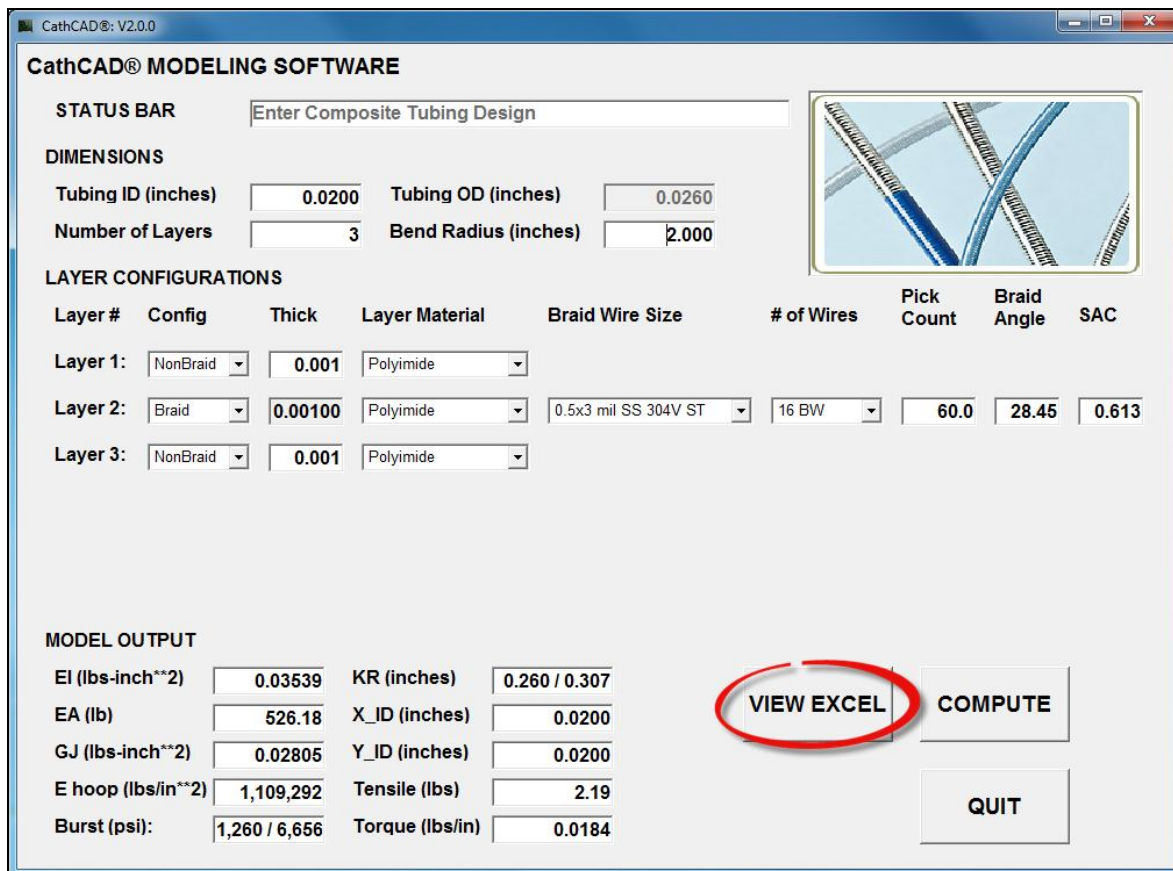 CathCAD®: V2.0.0
CathCAD® MODELING SOFTWARE
STATUS BAR Enter Composite Tubing Design
DIMENSIONS
Tubing ID (inches) 0.0200 Tubing OD (inches) 0.0260
Number of Layers 3 Bend Radius (inches) 2.000
LAYER CONFIGURATIONS
Layer # Config Thick Layer Material Braid Wire Size # of Wires Pick Count Braid Angle SAC
Layer 1: NonBraid 0.001 Polyimide
Layer 2: Braid 0.00100 Polyimide 0.5x3 mil SS 304V ST 16 BW 60.0 28.45 0.613
Layer 3: NonBraid 0.001 Polyimide
MODEL OUTPUT
EI (lbs-inch**2) 0.03539 KR (inches) 0.260 / 0.307
EA (lb) 526.18 X_ID (inches) 0.0200
GJ (lbs-inch**2) 0.02805 Y_ID (inches) 0.0200
E hoop (lbs/in**2) 1,109,292 Tensile (lbs) 2.19
Burst (psi): 1,260 / 6,656 Torque (lbs/in) 0.0184
VIEW EXCEL COMPUTE
QUIT